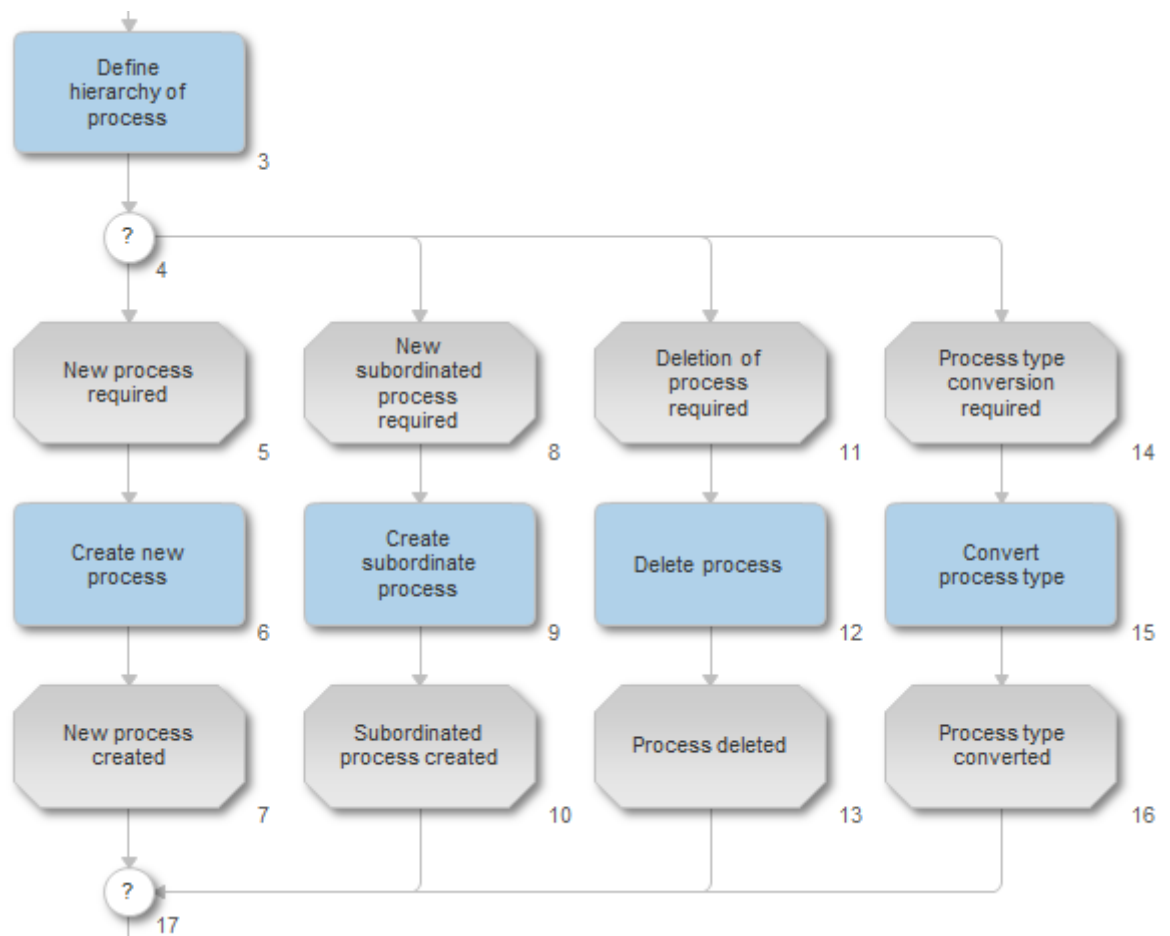 Define
hierarchy of
process
3
?
4
New process
required
5
New
subordinated
process
required
8
Deletion of
process
required
11
Process type
conversion
required
14
Create new
process
6
Create
subordinate
process
9
Delete process
12
Convert
process type
15
New process
created
7
Subordinated
process created
10
Process deleted
13
Process type
converted
16
?
17